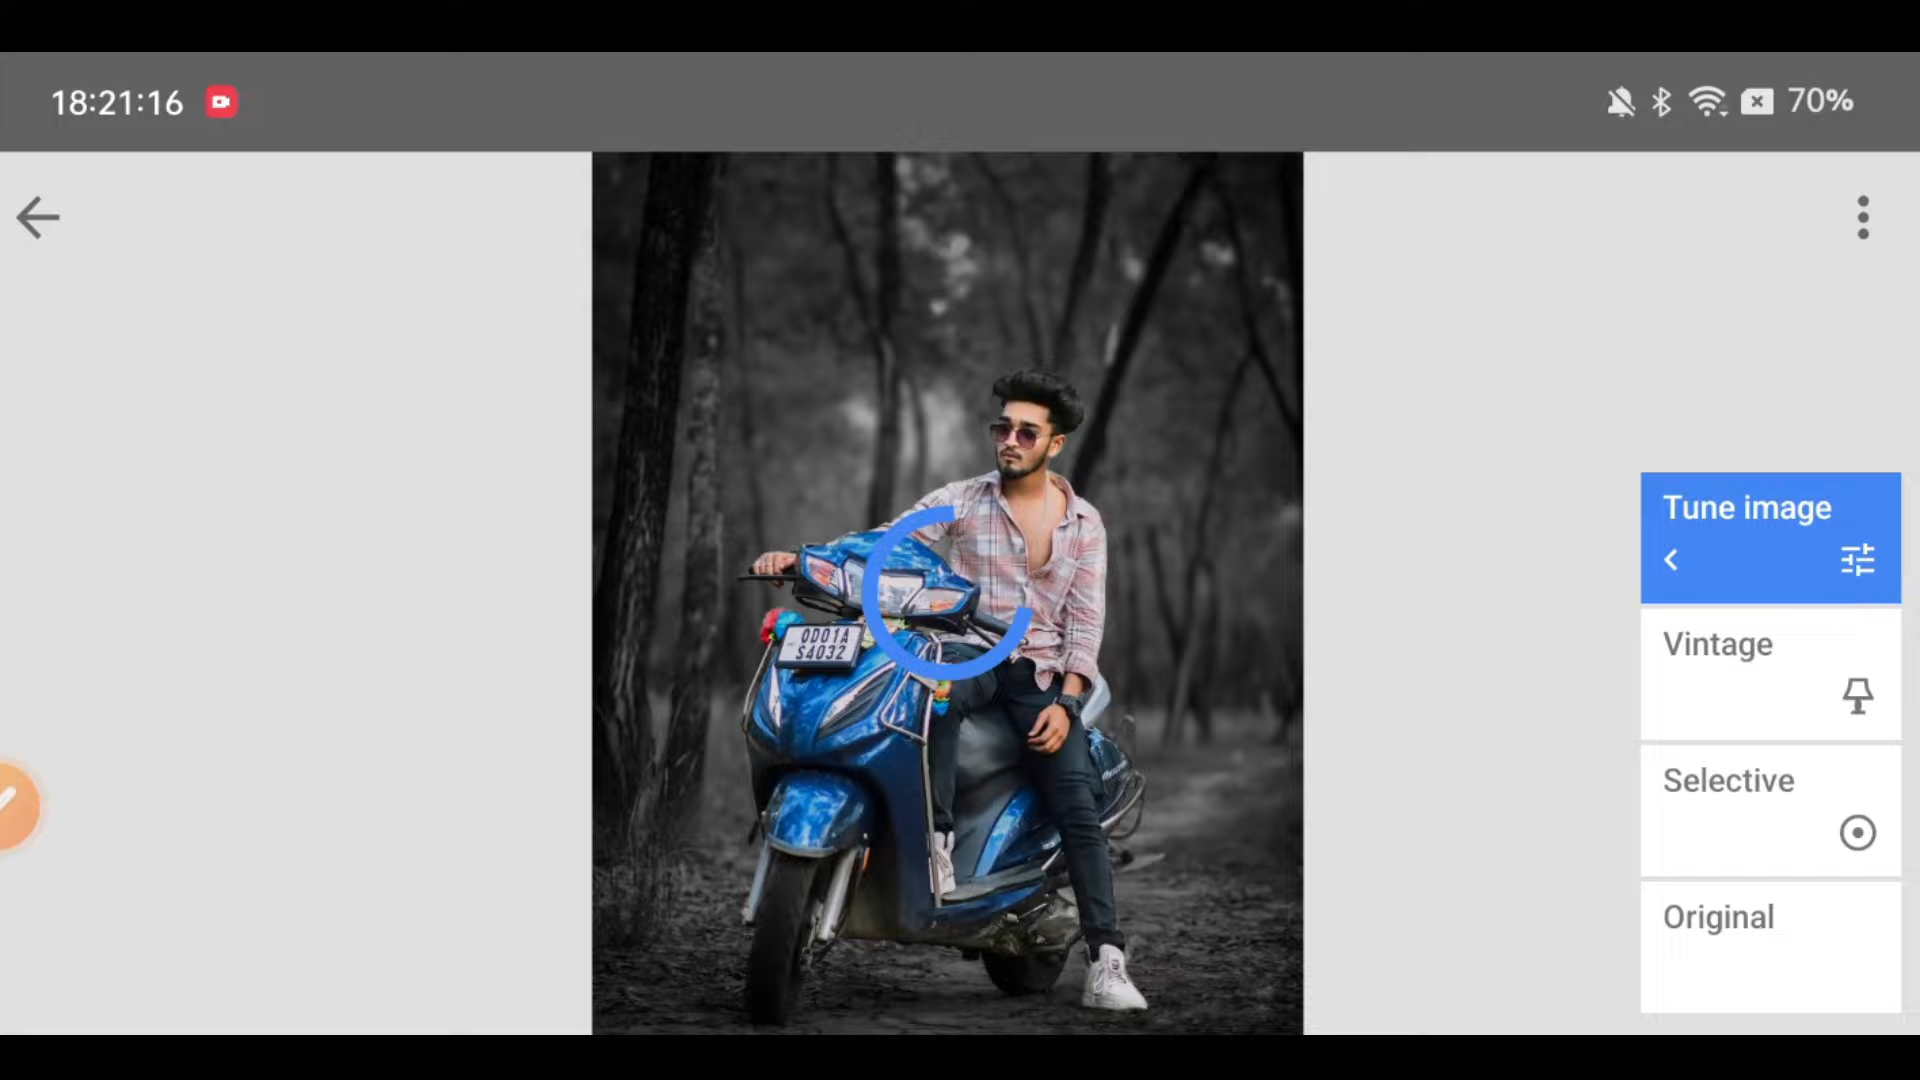 18:21:16
70%
Tune image
Vintage
Selective
Original
OD01A
S4032